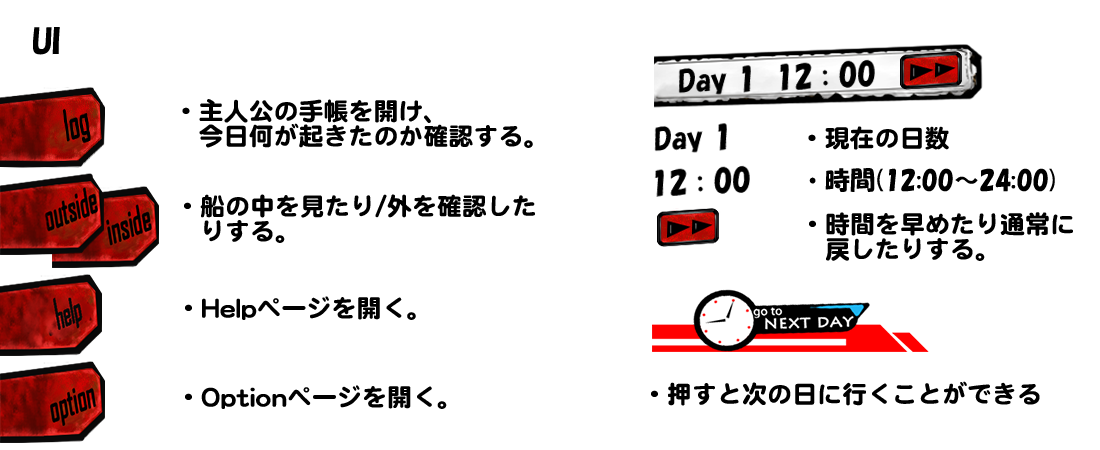 UI
log
・主人公の手帳を開け、
今日何が起きたのか確認する。
outside
inside
・船の中を見たり/外を確認した
りする。
help
・Helpページを開く。
option
・Optionページを開く。
Day 1 12:00
Day 1
・現在の日数
12:00
・時間(12:00～24:00)
・時間を早めたり通常に
戻したりする。
go to
NEXT DAY
・押すと次の日に行くことができる